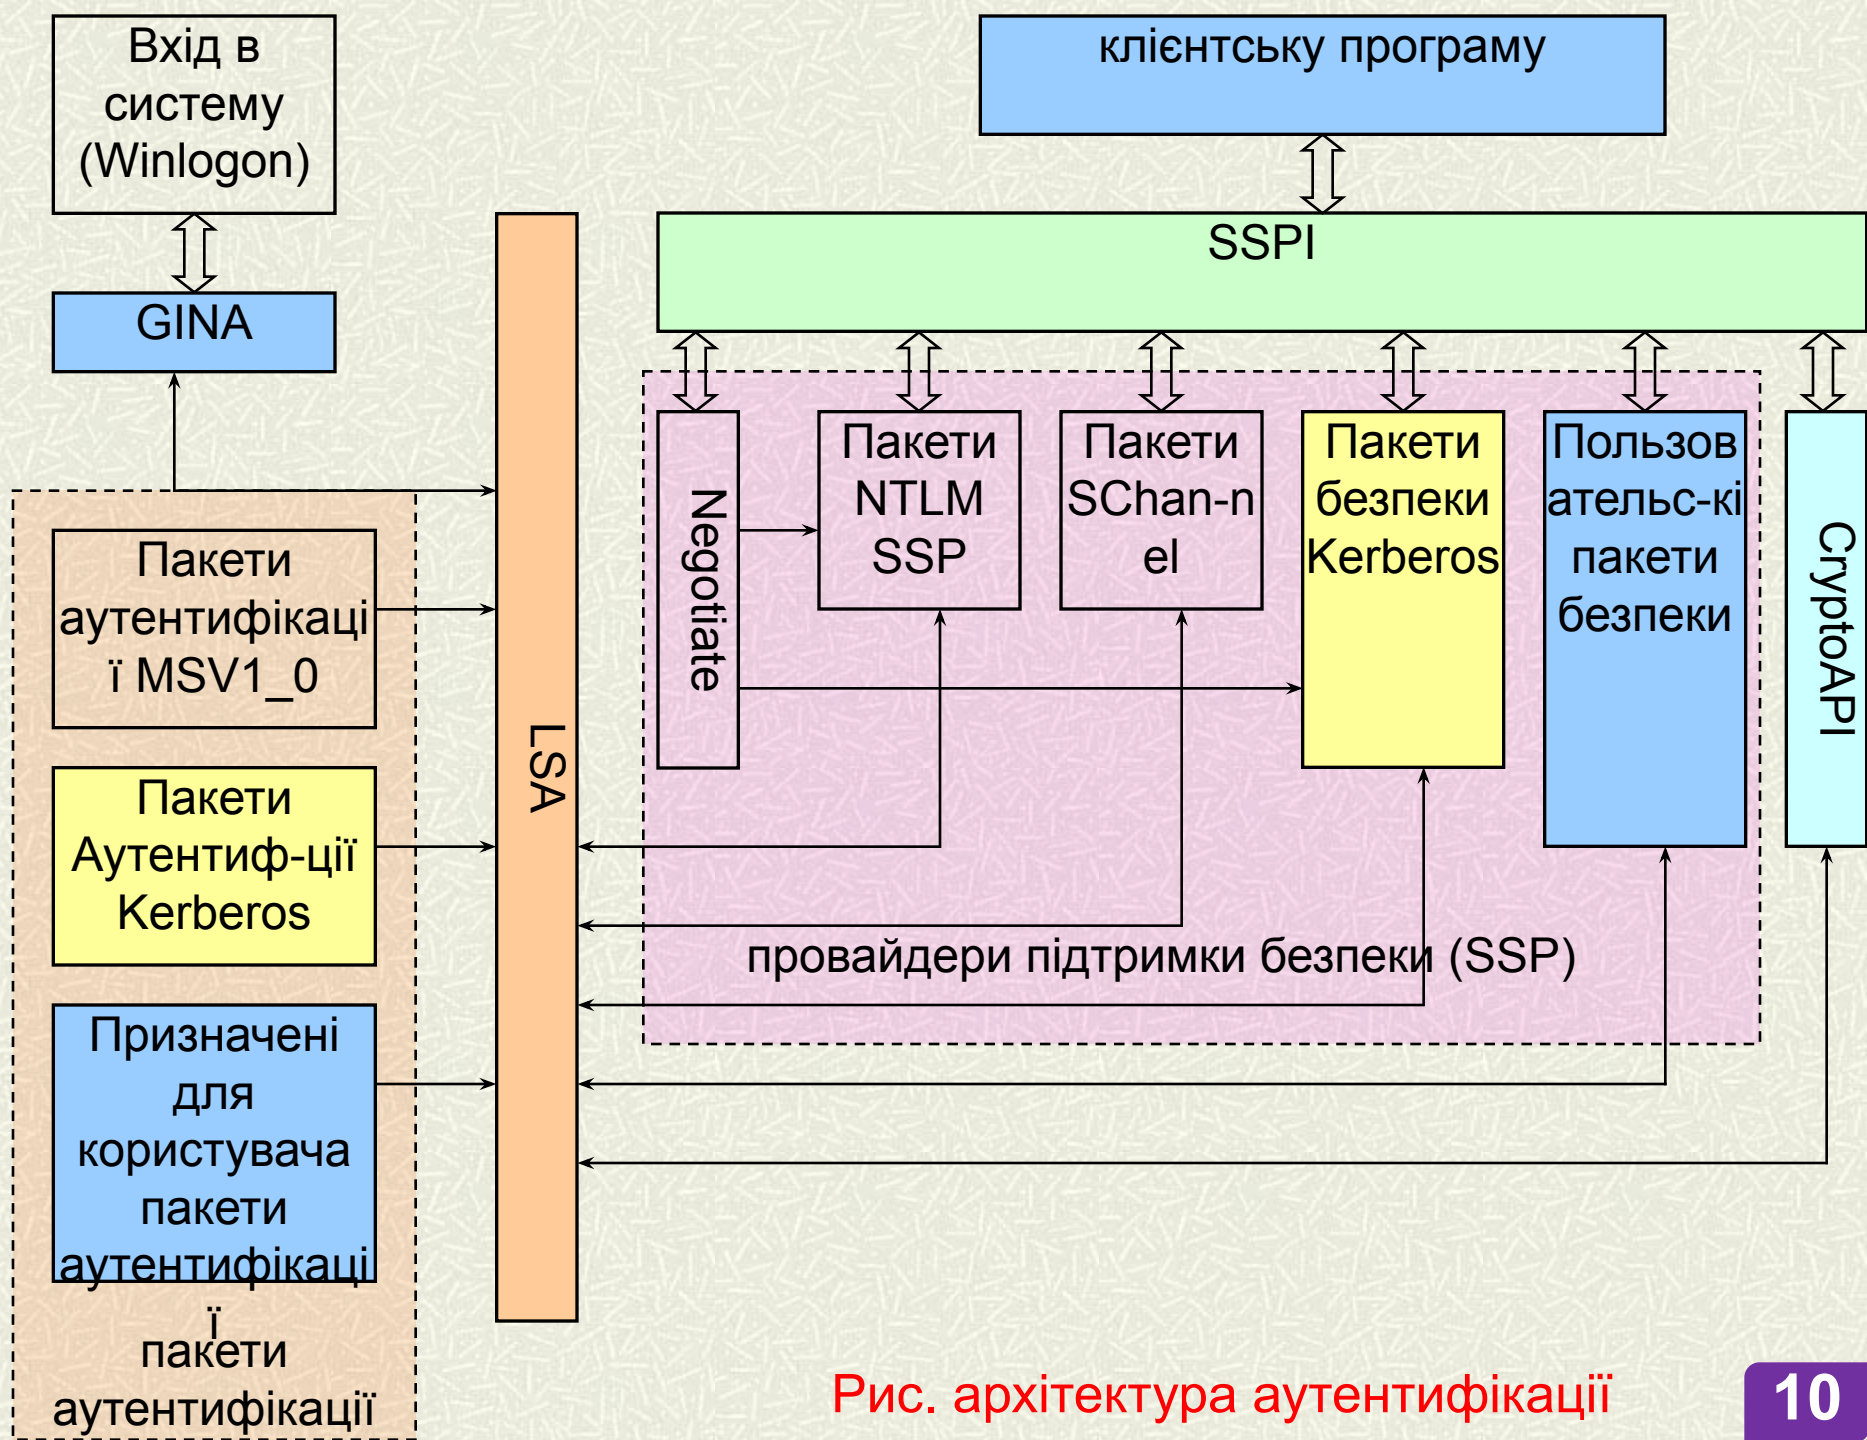 Вхід в
систему
(Winlogon)
клієнтську програму
SSPI
GINA
LSA
Negotiate
Пакети
NTLM
SSP
Пакети
SChan-n
el
Пакети
безпеки
Kerberos
Пользов
ательс-кі
пакети
безпеки
CryptoAPI
Пакети
аутентифікаці
ї MSV1_0
Пакети
Аутентиф-ції
Kerberos
провайдери підтримки безпеки (SSP)
Призначені
для
користувача
пакети
аутентифікаці
ї
пакети
аутентифікації
Рис. архітектура аутентифікації
10